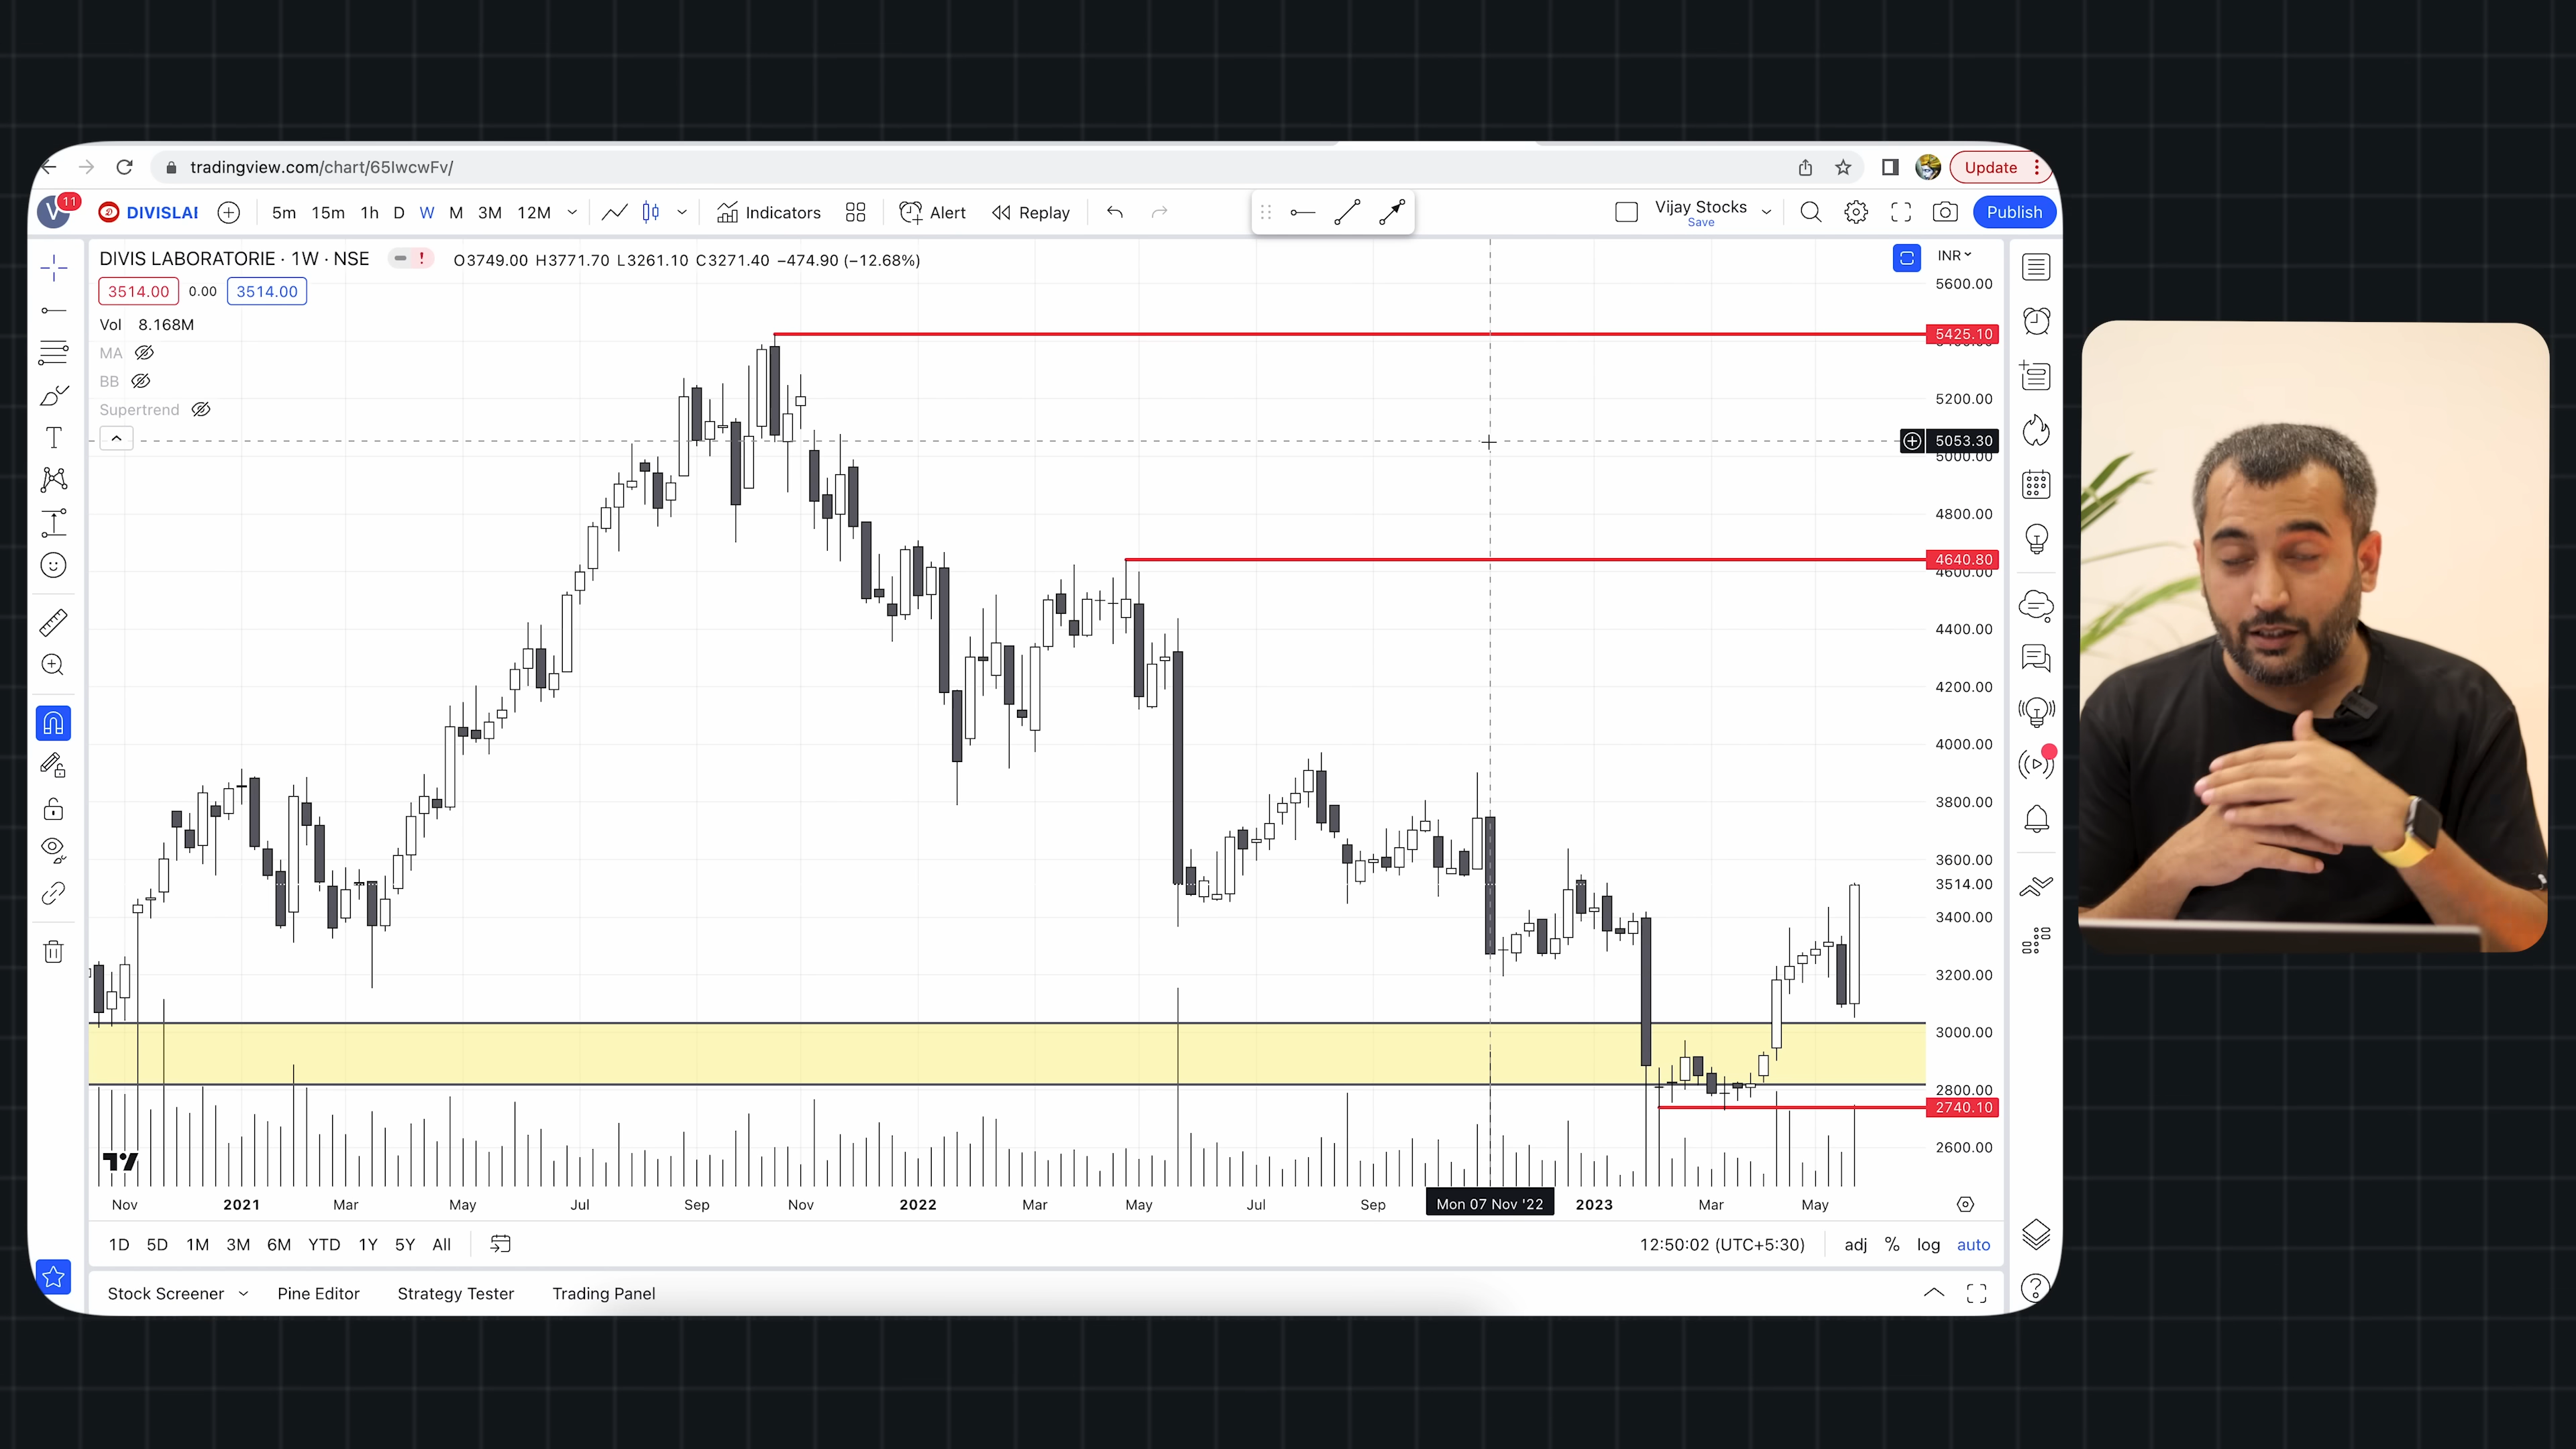 tradingview.com/chart/65IwcwFv/
Update
V 11 DIVISLAI 5m 15m 1h D W M 3M 12M Indicators Alert Replay Vijay Stocks Save Publish
DIVIS LABORATORIE · 1W · NSE ! O3749.00 H3771.70 L3261.10 C3271.40 −474.90 (−12.68%) INR
3514.00 0.00 3514.00
Vol 8.168M
MA
BB
Supertrend
5600.00
5425.10
5200.00
5053.30
5000.00
4800.00
4640.80
4600.00
4400.00
4200.00
4000.00
3800.00
3600.00
3514.00
3400.00
3200.00
3000.00
2800.00
2740.10
2600.00
Nov 2021 Mar May Jul Sep Nov 2022 Mar May Jul Sep Mon 07 Nov '22 2023 Mar May
1D 5D 1M 3M 6M YTD 1Y 5Y All 12:50:02 (UTC+5:30) adj % log auto
Stock Screener Pine Editor Strategy Tester Trading Panel